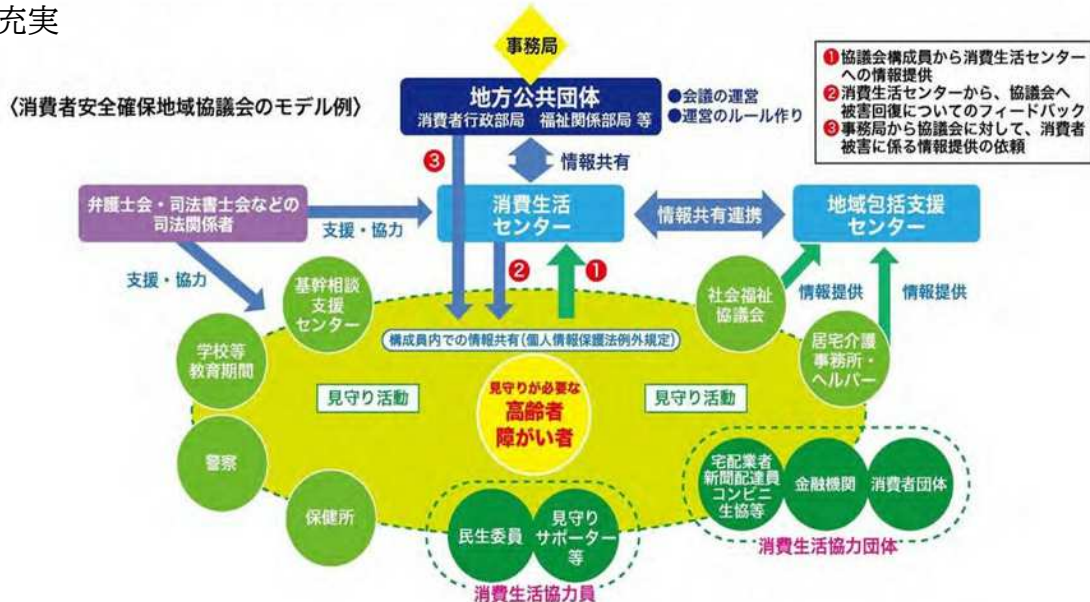 充実
〈消費者安全確保地域協議会のモデル例〉
事務局
地方公共団体
消費者行政部局 福祉関係部局 等
●会議の運営
●運営のルール作り
❶協議会構成員から消費生活センター
への情報提供
❷消費生活センターから、協議会へ
被害回復についてのフィードバック
❸事務局から協議会に対して、消費者
被害に係る情報提供の依頼
❸
情報共有
弁護士会・司法書士会などの
司法関係者
支援・協力
消費生活
センター
情報共有連携
地域包括支援
センター
支援・協力
❷
❶
基幹相談
支援
センター
社会福祉
協議会
情報提供
情報提供
構成員内での情報共有(個人情報保護法例外規定)
学校等
教育期間
居宅介護
事務所・
ヘルパー
見守り活動
見守りが必要な
高齢者
障がい者
見守り活動
警察
保健所
民生委員
見守り
サポーター
等
消費生活協力員
宅配業者
新聞配達員
コンビニ
生協等
金融機関
消費者団体
消費生活協力団体